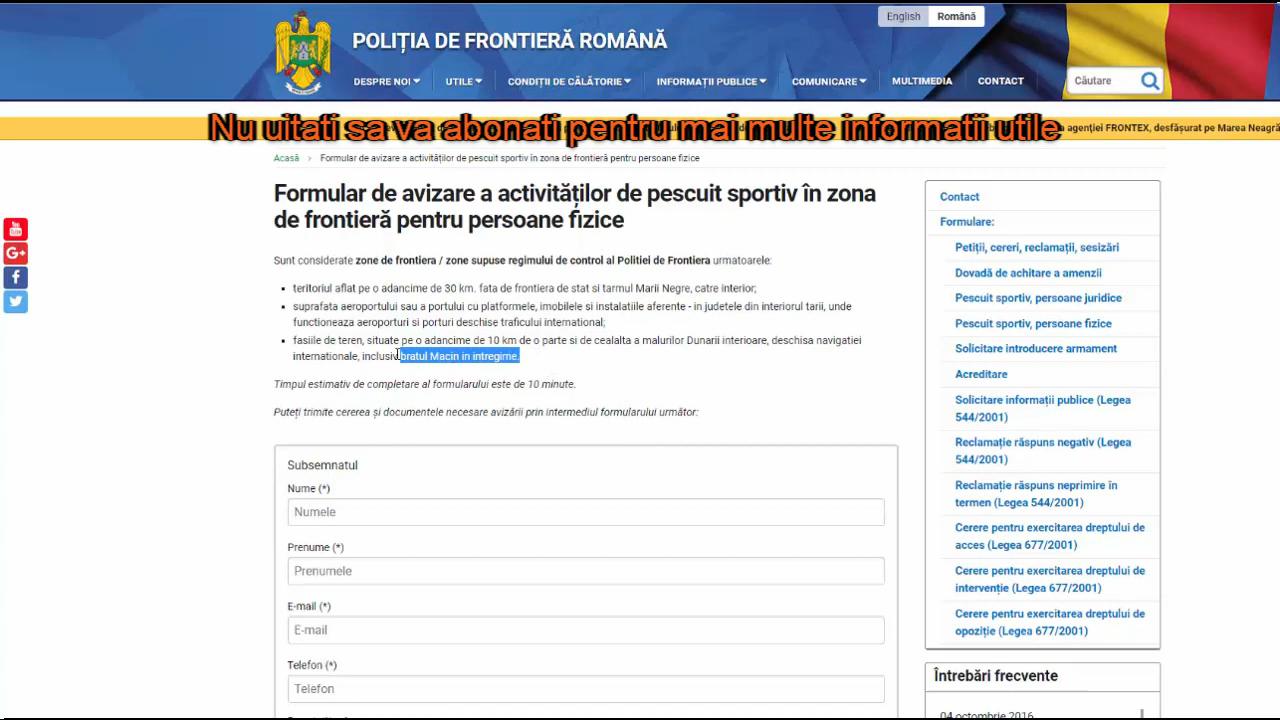 English Română
POLIȚIA DE FRONTIERĂ ROMÂNĂ
DESPRE NOI UTILE CONDIȚII DE CĂLĂTORIE INFORMAȚII PUBLICE COMUNICARE MULTIMEDIA CONTACT
Căutare
Nu uitati sa va abonati pentru mai multe informatii utile
a agenției FRONTEX, desfășurat pe Marea Neagră
Acasă › Formular de avizare a activităților de pescuit sportiv în zona de frontieră pentru persoane fizice
Formular de avizare a activităților de pescuit sportiv în zona
de frontieră pentru persoane fizice
Sunt considerate zone de frontiera / zone supuse regimului de control al Politiei de Frontiera urmatoarele:
teritoriul aflat pe o adancime de 30 km. fata de frontiera de stat si tarmul Marii Negre, catre interior;
suprafata aeroportului sau a portului cu platformele, imobilele si instalatiile aferente - in judetele din interiorul tarii, unde
functioneaza aeroporturi si porturi deschise traficului international;
fasiile de teren, situate pe o adancime de 10 km de o parte si de cealalta a malurilor Dunarii interioare, deschisa navigatiei
internationale, inclusiv bratul Macin in intregime.
Timpul estimativ de completare al formularului este de 10 minute.
Puteți trimite cererea și documentele necesare avizării prin intermediul formularului următor:
Subsemnatul
Nume (*)
Numele
Prenume (*)
Prenumele
E-mail (*)
E-mail
Telefon (*)
Telefon
Contact
Formulare:
Petiții, cereri, reclamații, sesizări
Dovadă de achitare a amenzii
Pescuit sportiv, persoane juridice
Pescuit sportiv, persoane fizice
Solicitare introducere armament
Acreditare
Solicitare informații publice (Legea
544/2001)
Reclamație răspuns negativ (Legea
544/2001)
Reclamație răspuns neprimire în
termen (Legea 544/2001)
Cerere pentru exercitarea dreptului de
acces (Legea 677/2001)
Cerere pentru exercitarea dreptului de
intervenție (Legea 677/2001)
Cerere pentru exercitarea dreptului de
opoziție (Legea 677/2001)
Întrebări frecvente
04 octombrie 2016